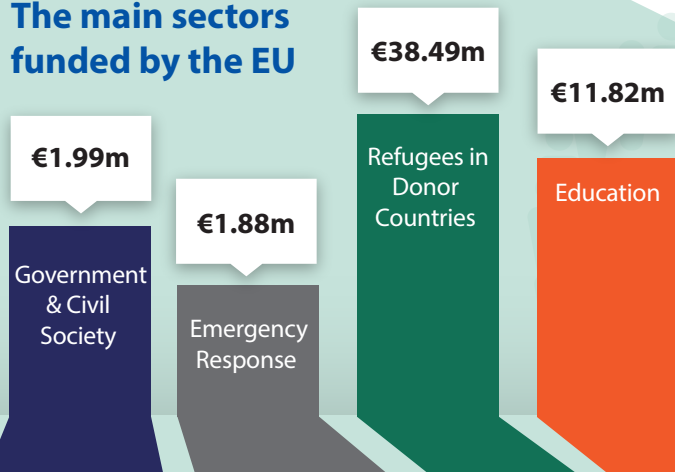 The main sectors
funded by the EU
€1.99m
Government
& Civil
Society
€1.88m
Emergency
Response
€38.49m
Refugees in
Donor
Countries
€11.82m
Education